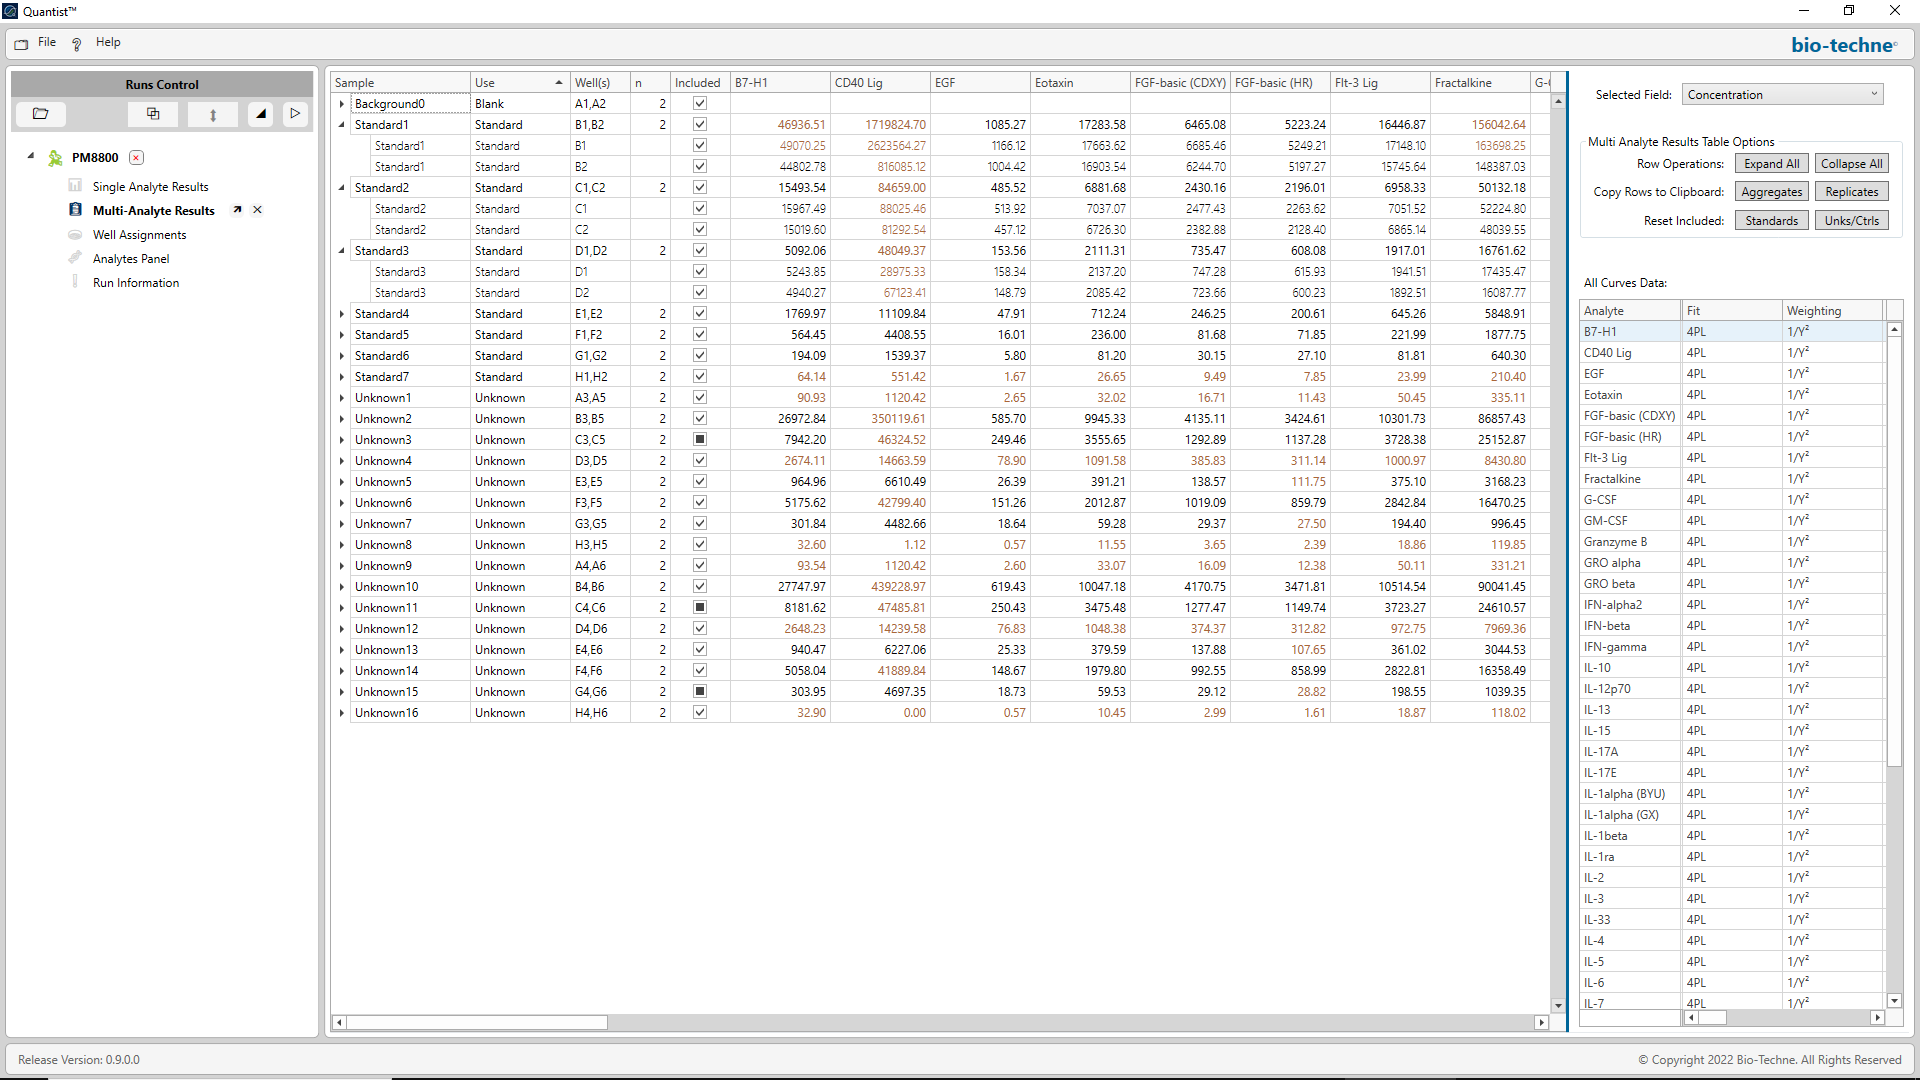 Quantist™
File Help
bio-techne®
Runs Control
PM8800
Single Analyte Results
Multi-Analyte Results
Well Assignments
Analytes Panel
Run Information
Sample Use Well(s) n Included B7-H1 CD40 Lig EGF Eotaxin FGF-basic (CDXY) FGF-basic (HR) Flt-3 Lig Fractalkine G-
Background0 Blank A1,A2 2
Standard1 Standard B1,B2 2 46936.51 1719824.70 1085.27 17283.58 6465.08 5223.24 16446.87 156042.64
Standard1 Standard B1 49070.25 2623564.27 1166.12 17663.62 6685.46 5249.21 17148.10 163698.25
Standard1 Standard B2 44802.78 816085.12 1004.42 16903.54 6244.70 5197.27 15745.64 148387.03
Standard2 Standard C1,C2 2 15493.54 84659.00 485.52 6881.68 2430.16 2196.01 6958.33 50132.18
Standard2 Standard C1 15967.49 88025.46 513.92 7037.07 2477.43 2263.62 7051.52 52224.80
Standard2 Standard C2 15019.60 81292.54 457.12 6726.30 2382.88 2128.40 6865.14 48039.55
Standard3 Standard D1,D2 2 5092.06 48049.37 153.56 2111.31 735.47 608.08 1917.01 16761.62
Standard3 Standard D1 5243.85 28975.33 158.34 2137.20 747.28 615.93 1941.51 17435.47
Standard3 Standard D2 4940.27 67123.41 148.79 2085.42 723.66 600.23 1892.51 16087.77
Standard4 Standard E1,E2 2 1769.97 11109.84 47.91 712.24 246.25 200.61 645.26 5848.91
Standard5 Standard F1,F2 2 564.45 4408.55 16.01 236.00 81.68 71.85 221.99 1877.75
Standard6 Standard G1,G2 2 194.09 1539.37 5.80 81.20 30.15 27.10 81.81 640.30
Standard7 Standard H1,H2 2 64.14 551.42 1.67 26.65 9.49 7.85 23.99 210.40
Unknown1 Unknown A3,A5 2 90.93 1120.42 2.65 32.02 16.71 11.43 50.45 335.11
Unknown2 Unknown B3,B5 2 26972.84 350119.61 585.70 9945.33 4135.11 3424.61 10301.73 86857.43
Unknown3 Unknown C3,C5 2 7942.20 46324.52 249.46 3555.65 1292.89 1137.28 3728.38 25152.87
Unknown4 Unknown D3,D5 2 2674.11 14663.59 78.90 1091.58 385.83 311.14 1000.97 8430.80
Unknown5 Unknown E3,E5 2 964.96 6610.49 26.39 391.21 138.57 111.75 375.10 3168.23
Unknown6 Unknown F3,F5 2 5175.62 42799.40 151.26 2012.87 1019.09 859.79 2842.84 16470.25
Unknown7 Unknown G3,G5 2 301.84 4482.66 18.64 59.28 29.37 27.50 194.40 996.45
Unknown8 Unknown H3,H5 2 32.60 1.12 0.57 11.55 3.65 2.39 18.86 119.85
Unknown9 Unknown A4,A6 2 93.54 1120.42 2.60 33.07 16.09 12.38 50.11 331.21
Unknown10 Unknown B4,B6 2 27747.97 439228.97 619.43 10047.18 4170.75 3471.81 10514.54 90041.45
Unknown11 Unknown C4,C6 2 8181.62 47485.81 250.43 3475.48 1277.47 1149.74 3723.27 24610.57
Unknown12 Unknown D4,D6 2 2648.23 14239.58 76.83 1048.38 374.37 312.82 972.75 7969.36
Unknown13 Unknown E4,E6 2 940.47 6227.06 25.33 379.59 137.88 107.65 361.02 3044.53
Unknown14 Unknown F4,F6 2 5058.04 41889.84 148.67 1979.80 992.55 858.99 2822.81 16358.49
Unknown15 Unknown G4,G6 2 303.95 4697.35 18.73 59.53 29.12 28.82 198.55 1039.35
Unknown16 Unknown H4,H6 2 32.90 0.00 0.57 10.45 2.99 1.61 18.87 118.02
Selected Field: Concentration
Multi Analyte Results Table Options
Row Operations: Expand All Collapse All
Copy Rows to Clipboard: Aggregates Replicates
Reset Included: Standards Unks/Ctrls
All Curves Data:
Analyte Fit Weighting
B7-H1 4PL 1/Y²
CD40 Lig 4PL 1/Y²
EGF 4PL 1/Y²
Eotaxin 4PL 1/Y²
FGF-basic (CDXY) 4PL 1/Y²
FGF-basic (HR) 4PL 1/Y²
Flt-3 Lig 4PL 1/Y²
Fractalkine 4PL 1/Y²
G-CSF 4PL 1/Y²
GM-CSF 4PL 1/Y²
Granzyme B 4PL 1/Y²
GRO alpha 4PL 1/Y²
GRO beta 4PL 1/Y²
IFN-alpha2 4PL 1/Y²
IFN-beta 4PL 1/Y²
IFN-gamma 4PL 1/Y²
IL-10 4PL 1/Y²
IL-12p70 4PL 1/Y²
IL-13 4PL 1/Y²
IL-15 4PL 1/Y²
IL-17A 4PL 1/Y²
IL-17E 4PL 1/Y²
IL-1alpha (BYU) 4PL 1/Y²
IL-1alpha (GX) 4PL 1/Y²
IL-1beta 4PL 1/Y²
IL-1ra 4PL 1/Y²
IL-2 4PL 1/Y²
IL-3 4PL 1/Y²
IL-33 4PL 1/Y²
IL-4 4PL 1/Y²
IL-5 4PL 1/Y²
IL-6 4PL 1/Y²
IL-7 4PL 1/Y²
Release Version: 0.9.0.0
© Copyright 2022 Bio-Techne. All Rights Reserved